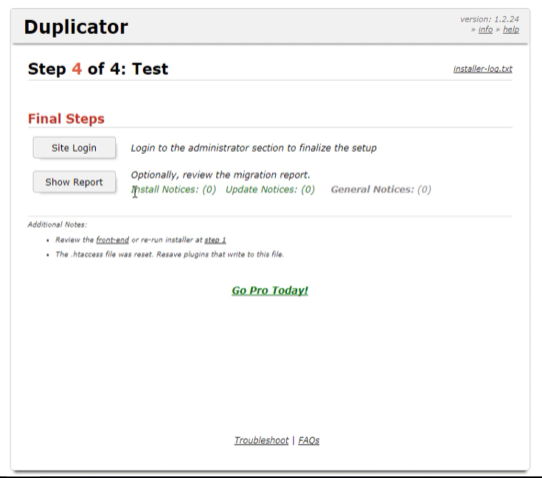 Duplicator
version: 1.2.24
» info » help
Step 4 of 4: Test
installer-log.txt
Final Steps
Site Login
Login to the administrator section to finalize the setup
Show Report
Optionally, review the migration report.
Install Notices: (0) Update Notices: (0) General Notices: (0)
Additional Notes:
• Review the front-end or re-run installer at step 1
• The .htaccess file was reset. Resave plugins that write to this file.
Go Pro Today!
Troubleshoot | FAQs